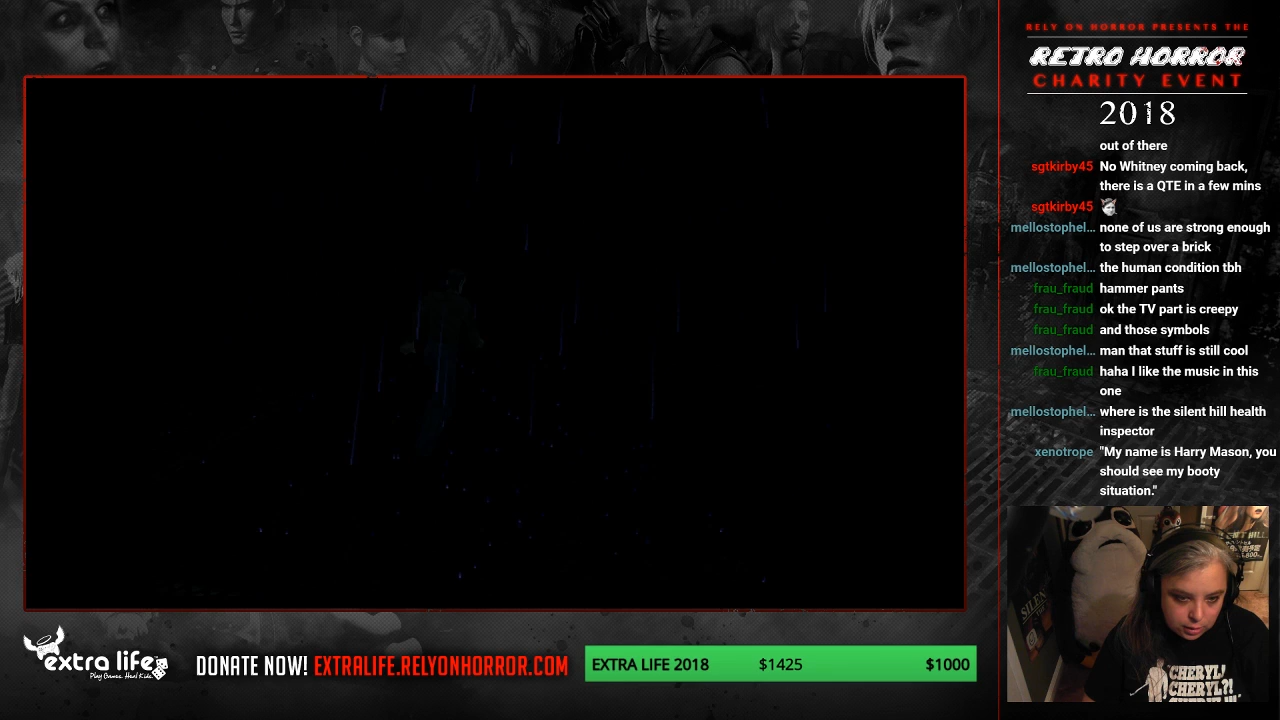 RELY ON HORROR PRESENTS THE
RETRO HORROR
CHARITY EVENT
2018
out of there
sgtkirby45 No Whitney coming back,
there is a QTE in a few mins
sgtkirby45
mellostophel... none of us are strong enough
to step over a brick
mellostophel... the human condition tbh
frau_fraud hammer pants
frau_fraud ok the TV part is creepy
frau_fraud and those symbols
mellostophel... man that stuff is still cool
frau_fraud haha I like the music in this
one
mellostophel... where is the silent hill health
inspector
xenotrope "My name is Harry Mason, you
should see my booty
situation."
SILEN
CHERYL!
CHERYL?!
extra life
Play Games. Heal Kids.
DONATE NOW! EXTRALIFE.RELYONHORROR.COM
EXTRA LIFE 2018 $1425 $1000